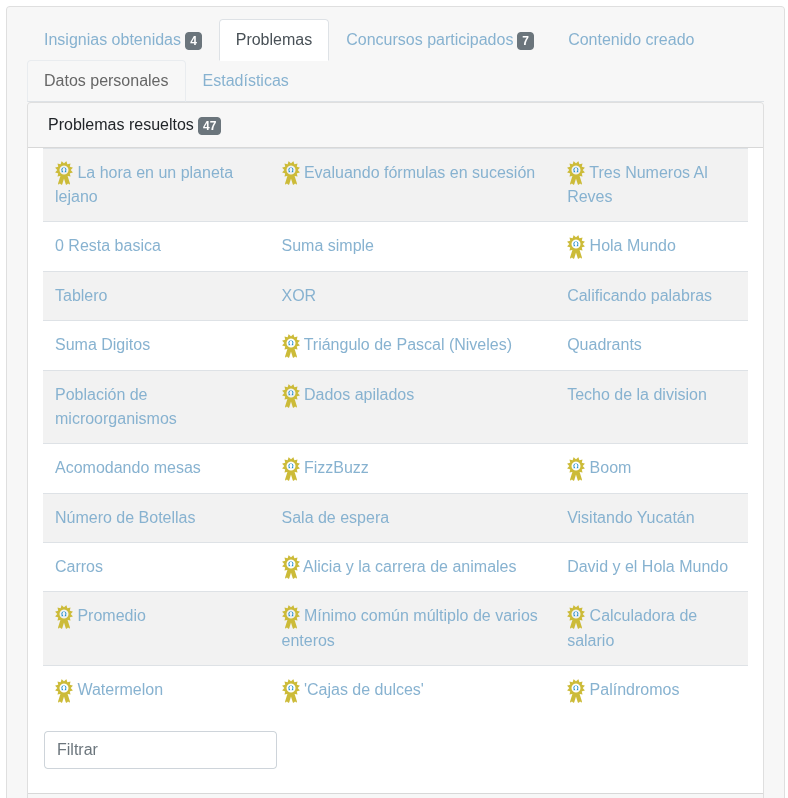 Insignias obtenidas 4 Problemas Concursos participados 7 Contenido creado
Datos personales Estadísticas
Problemas resueltos 47
La hora en un planeta lejano
Evaluando fórmulas en sucesión
Tres Numeros Al Reves
0 Resta basica
Suma simple
Hola Mundo
Tablero
XOR
Calificando palabras
Suma Digitos
Triángulo de Pascal (Niveles)
Quadrants
Población de microorganismos
Dados apilados
Techo de la division
Acomodando mesas
FizzBuzz
Boom
Número de Botellas
Sala de espera
Visitando Yucatán
Carros
Alicia y la carrera de animales
David y el Hola Mundo
Promedio
Mínimo común múltiplo de varios enteros
Calculadora de salario
Watermelon
'Cajas de dulces'
Palíndromos
Filtrar